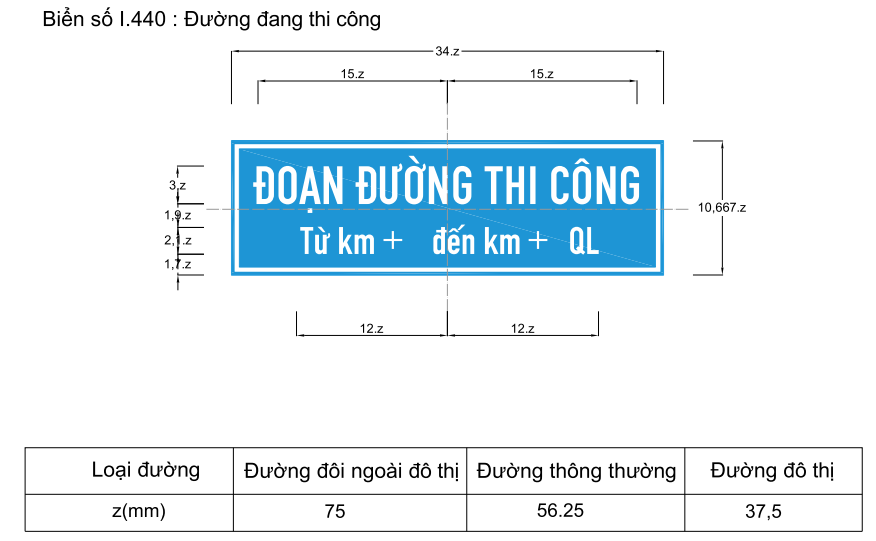 Biển số I.440 : Đường đang thi công
34.z
15.z 15.z
ĐOẠN ĐƯỜNG THI CÔNG
3.z
10,667.z
1,9.z
Từ km + đến km + QL
2,1.z
1,7.z
12.z 12.z
Loại đường Đường đôi ngoài đô thị Đường thông thường Đường đô thị
z(mm) 75 56.25 37,5